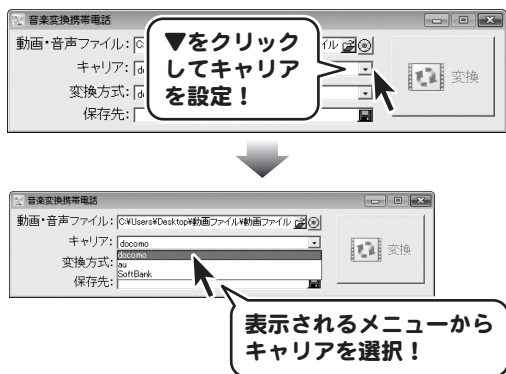 音楽変換携帯電話
動画・音声ファイル:
イル
キャリア:
変換方式:
保存先:
変換
▼をクリック
してキャリア
を設定!
音楽変換携帯電話
動画・音声ファイル: C:¥Users¥Desktop¥動画ファイル¥動画ファイル
キャリア: docomo
docomo
au
SoftBank
変換方式:
保存先:
変換
表示されるメニューから
キャリアを選択!